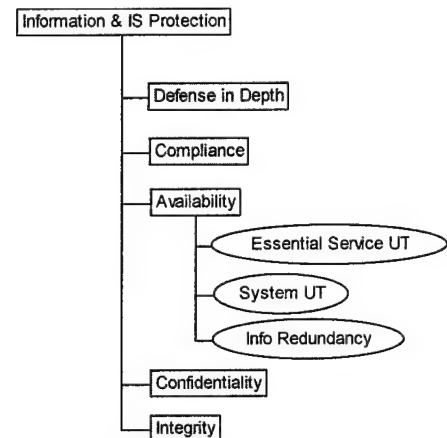 Information & IS Protection
Defense in Depth
Compliance
Availability
Essential Service UT
System UT
Info Redundancy
Confidentiality
Integrity